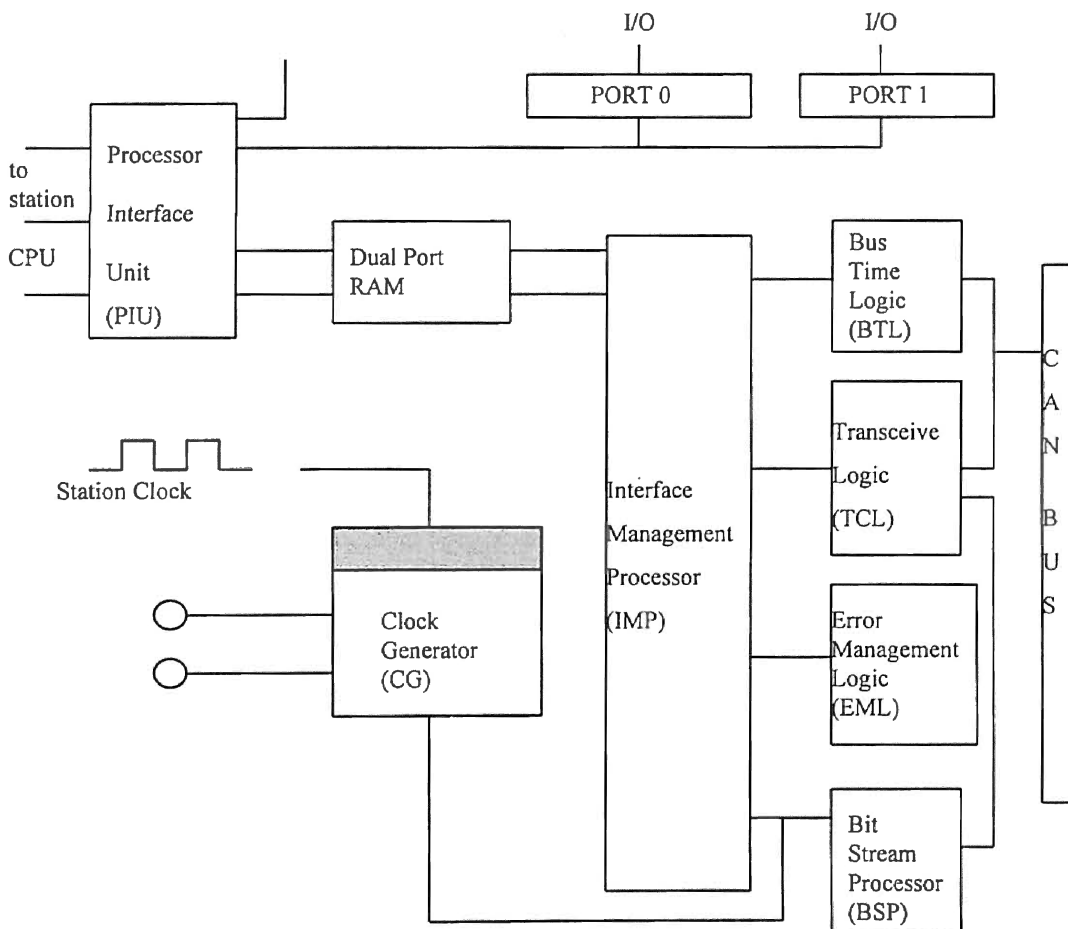 I/O
I/O
PORT 0
PORT 1
to
station
CPU
Processor
Interface
Unit
(PIU)
Dual Port
RAM
Bus
Time
Logic
(BTL)
C
A
N
B
U
S
Transceive
Logic
(TCL)
Station Clock
Interface
Management
Processor
(IMP)
Clock
Generator
(CG)
Error
Management
Logic
(EML)
Bit
Stream
Processor
(BSP)